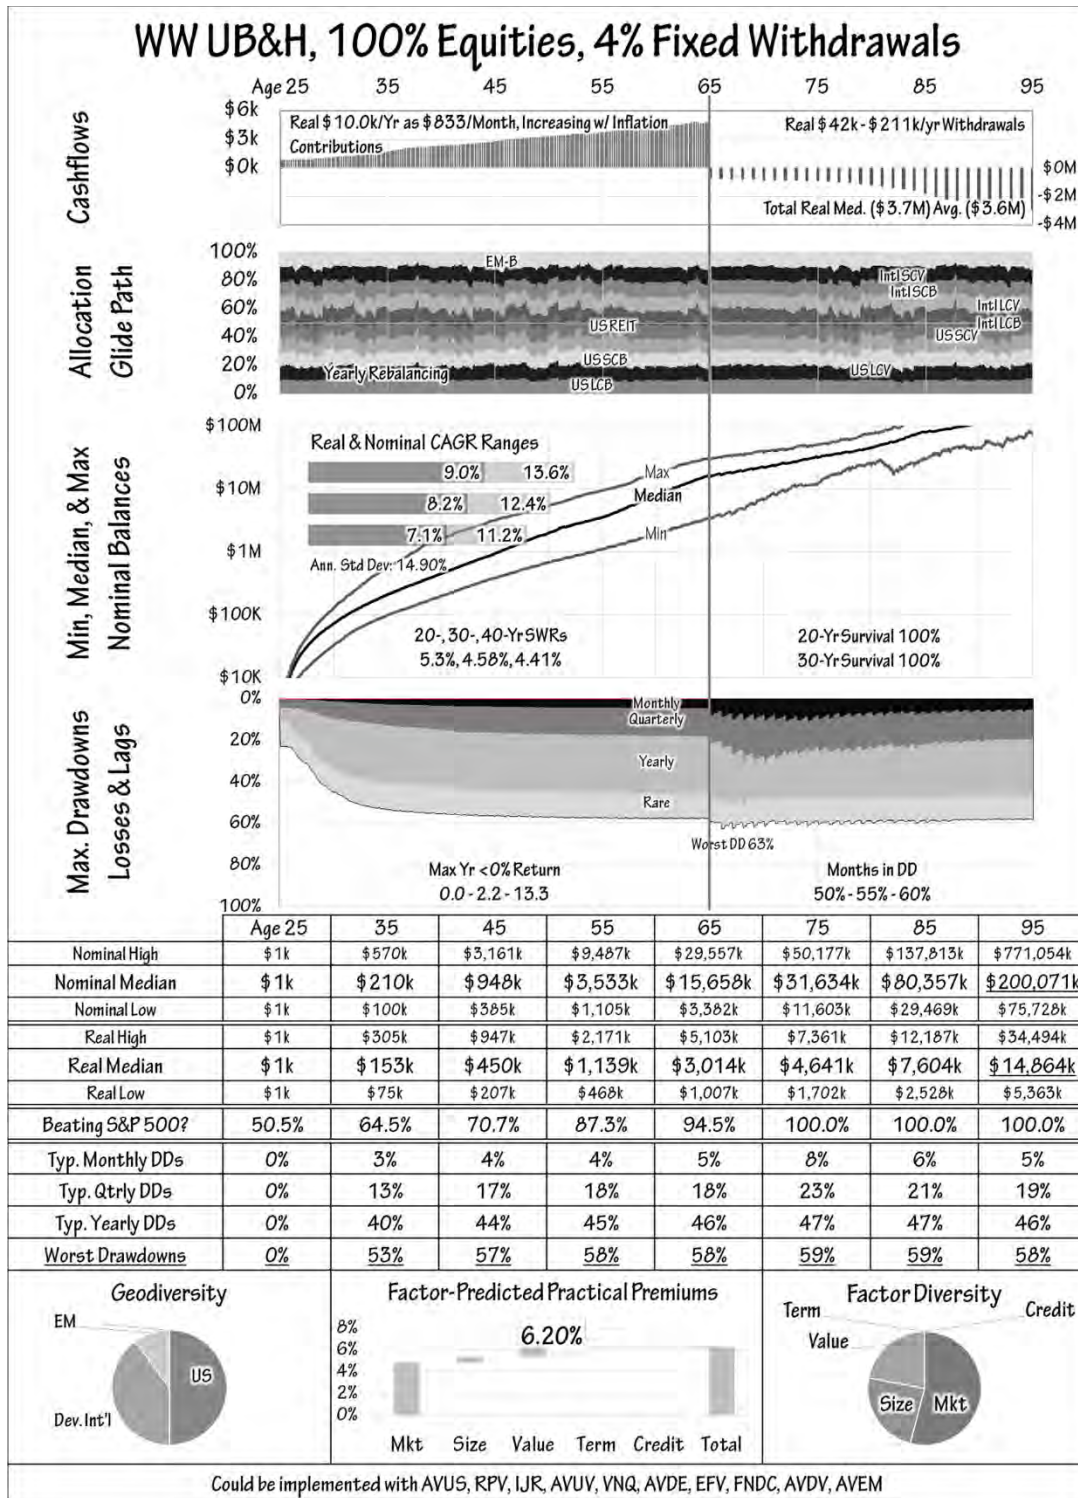 WW UB&H, 100% Equities, 4% Fixed Withdrawals
Age 25 35 45 55 65 75 85 95
Cashflows
$6k
$3k
$0k
Real $10.0k/Yr as $833/Month, Increasing w/ Inflation
Contributions
Real $42k - $211k/yr Withdrawals
Total Real Med. ($3.7M) Avg. ($3.6M)
$0M
-$2M
-$4M
Allocation
Glide Path
100%
80%
60%
40%
20%
0%
EM-B
Intl SCV
Intl SCB
Intl LCV
Intl LCB
US REIT
US SCV
US SCB
US LCV
Yearly Rebalancing
US LCB
Min, Median, & Max
Nominal Balances
$100M
$10M
$1M
$100K
$10K
Real & Nominal CAGR Ranges
9.0% 13.6%
8.2% 12.4%
7.1% 11.2%
Ann. Std Dev: 14.90%
Max
Median
Min
20-, 30-, 40-Yr SWRs
5.3%, 4.58%, 4.41%
20-Yr Survival 100%
30-Yr Survival 100%
Max. Drawdowns
Losses & Lags
0%
20%
40%
60%
80%
100%
Monthly
Quarterly
Yearly
Rare
Worst DD 63%
Max Yr <0% Return
0.0 - 2.2 - 13.3
Months in DD
50% - 55% - 60%
Age 25 35 45 55 65 75 85 95
Nominal High $1k $570k $3,161k $9,487k $29,557k $50,177k $137,813k $771,054k
Nominal Median $1k $210k $948k $3,533k $15,658k $31,634k $80,357k $200,071k
Nominal Low $1k $100k $385k $1,105k $3,382k $11,603k $29,469k $75,728k
Real High $1k $305k $947k $2,171k $5,103k $7,361k $12,187k $34,494k
Real Median $1k $153k $450k $1,139k $3,014k $4,641k $7,604k $14,864k
Real Low $1k $75k $207k $468k $1,007k $1,702k $2,528k $5,363k
Beating S&P 500? 50.5% 64.5% 70.7% 87.3% 94.5% 100.0% 100.0% 100.0%
Typ. Monthly DDs 0% 3% 4% 4% 5% 8% 6% 5%
Typ. Qtrly DDs 0% 13% 17% 18% 18% 23% 21% 19%
Typ. Yearly DDs 0% 40% 44% 45% 46% 47% 47% 46%
Worst Drawdowns 0% 53% 57% 58% 58% 59% 59% 58%
Geodiversity
EM
US
Dev. Int'l
Factor-Predicted Practical Premiums
8%
6%
4%
2%
0%
6.20%
Mkt Size Value Term Credit Total
Factor Diversity
Term
Credit
Value
Size
Mkt
Could be implemented with AVUS, RPV, IJR, AVUV, VNQ, AVDE, EFV, FNDC, AVDV, AVEM